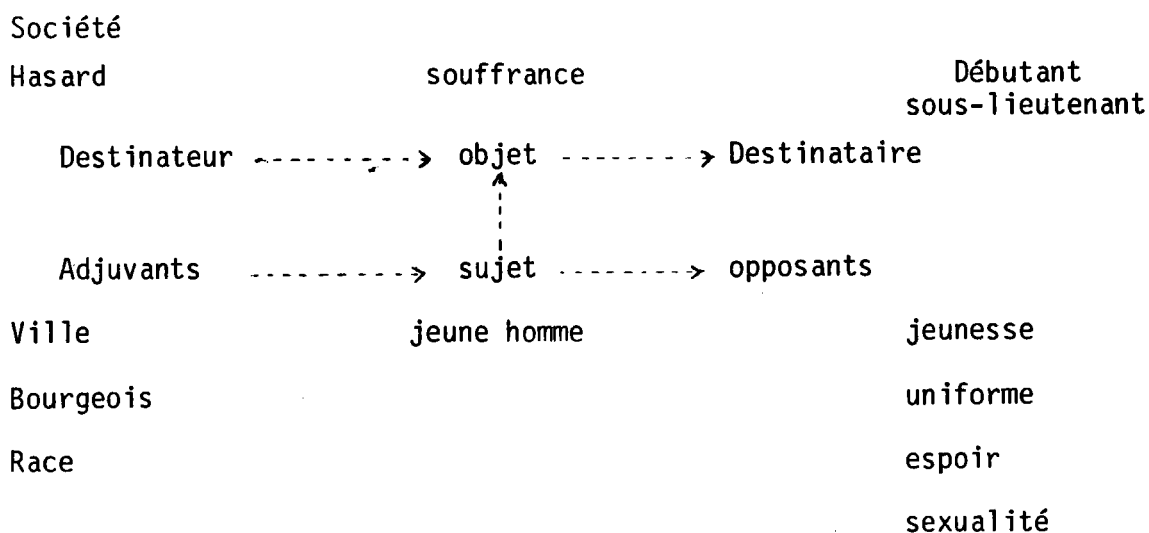 Société
Hasard souffrance Débutant
sous-lieutenant
Destinateur objet Destinataire
Adjuvants sujet opposants
Ville jeune homme jeunesse
Bourgeois uniforme
Race espoir
sexualité